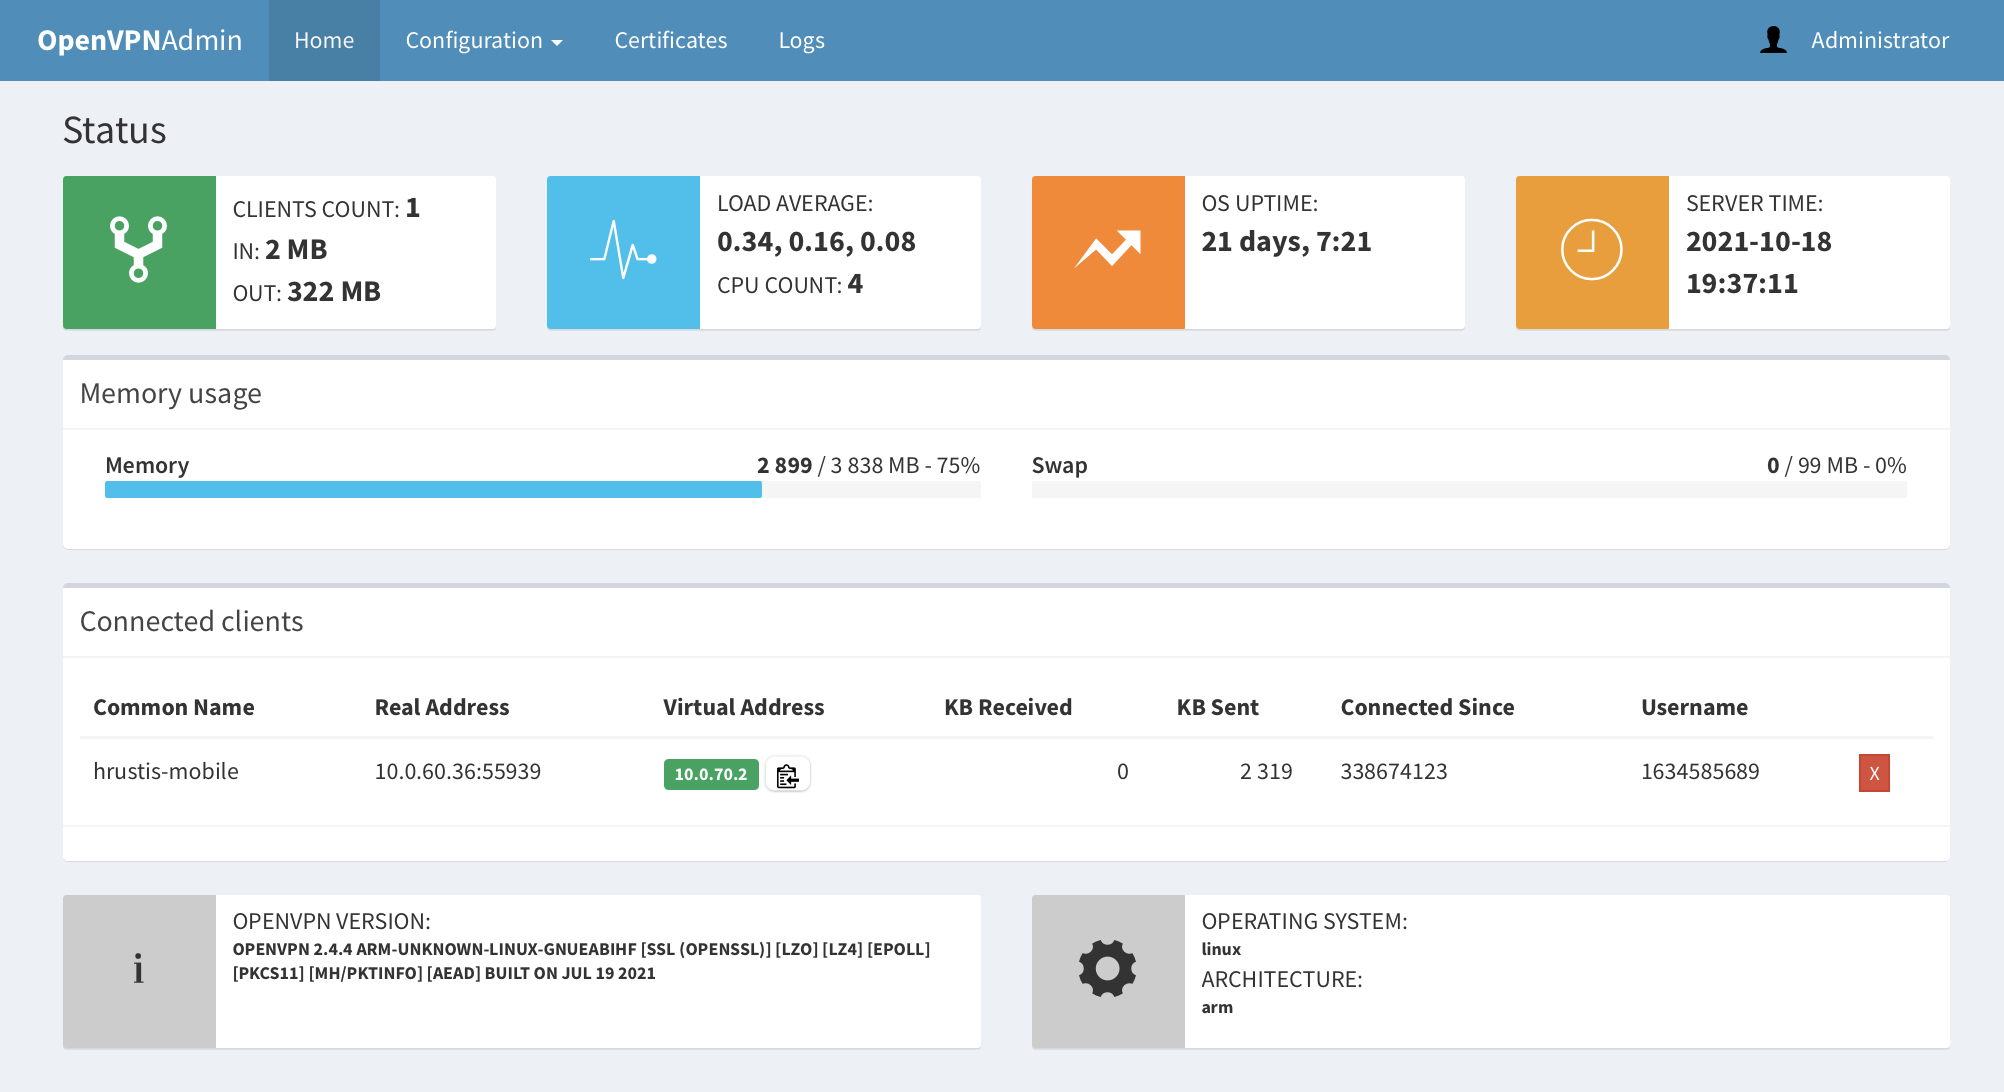 OpenVPNAdmin Home Configuration Certificates Logs Administrator
Status
CLIENTS COUNT: 1
IN: 2 MB
OUT: 322 MB
LOAD AVERAGE:
0.34, 0.16, 0.08
CPU COUNT: 4
OS UPTIME:
21 days, 7:21
SERVER TIME:
2021-10-18
19:37:11
Memory usage
Memory 2 899 / 3 838 MB - 75%
Swap 0 / 99 MB - 0%
Connected clients
Common Name Real Address Virtual Address KB Received KB Sent Connected Since Username
hrustis-mobile 10.0.60.36:55939 10.0.70.2 0 2 319 338674123 1634585689 X
OPENVPN VERSION:
OPENVPN 2.4.4 ARM-UNKNOWN-LINUX-GNUEABIHF [SSL (OPENSSL)] [LZO] [LZ4] [EPOLL]
[PKCS11] [MH/PKTINFO] [AEAD] BUILT ON JUL 19 2021
OPERATING SYSTEM:
linux
ARCHITECTURE:
arm